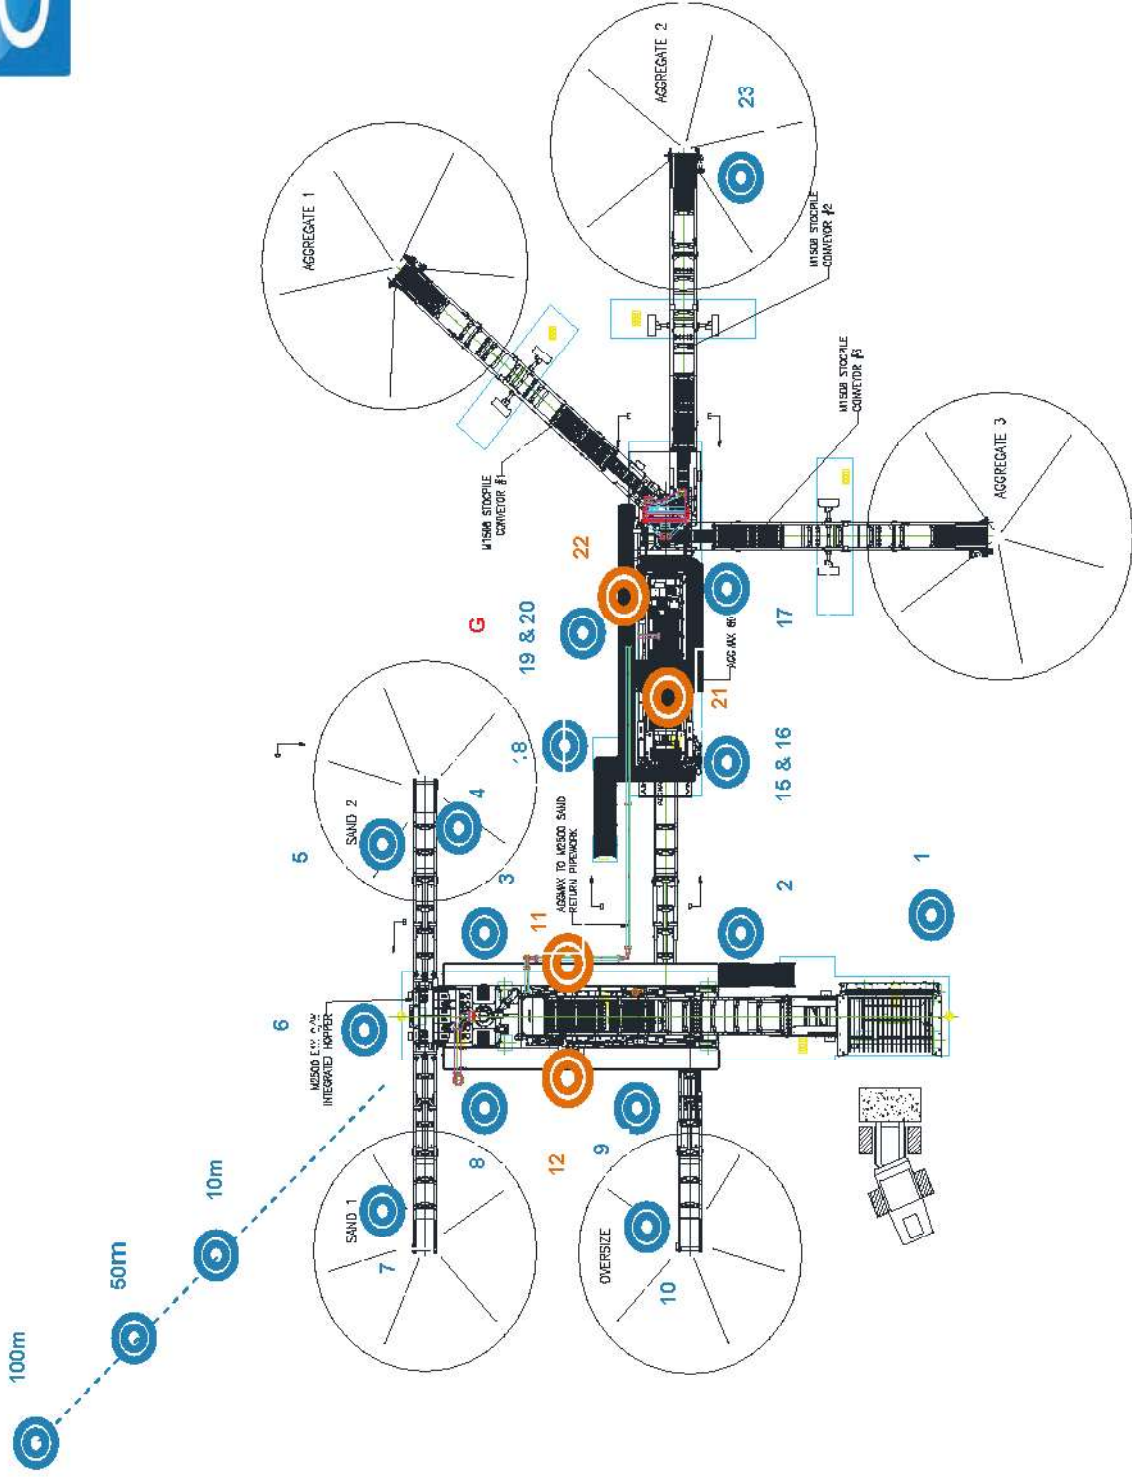 100m
50m
10m
SAND 1
7
8
OVERSIZE
10
9
12
6
INTEGRATED HOPPER
11
5
SAND 2
4
3
AGGMAX TO M2500 SAND
RETURN PIPEWORK
2
1
15 & 16
21
17
19 & 20
G
22
M1500 STOCKPILE
CONVEYOR #1
AGGREGATE 1
AGGREGATE 2
23
M1500 STOCKPILE
CONVEYOR #2
M1500 STOCKPILE
CONVEYOR #3
AGGREGATE 3